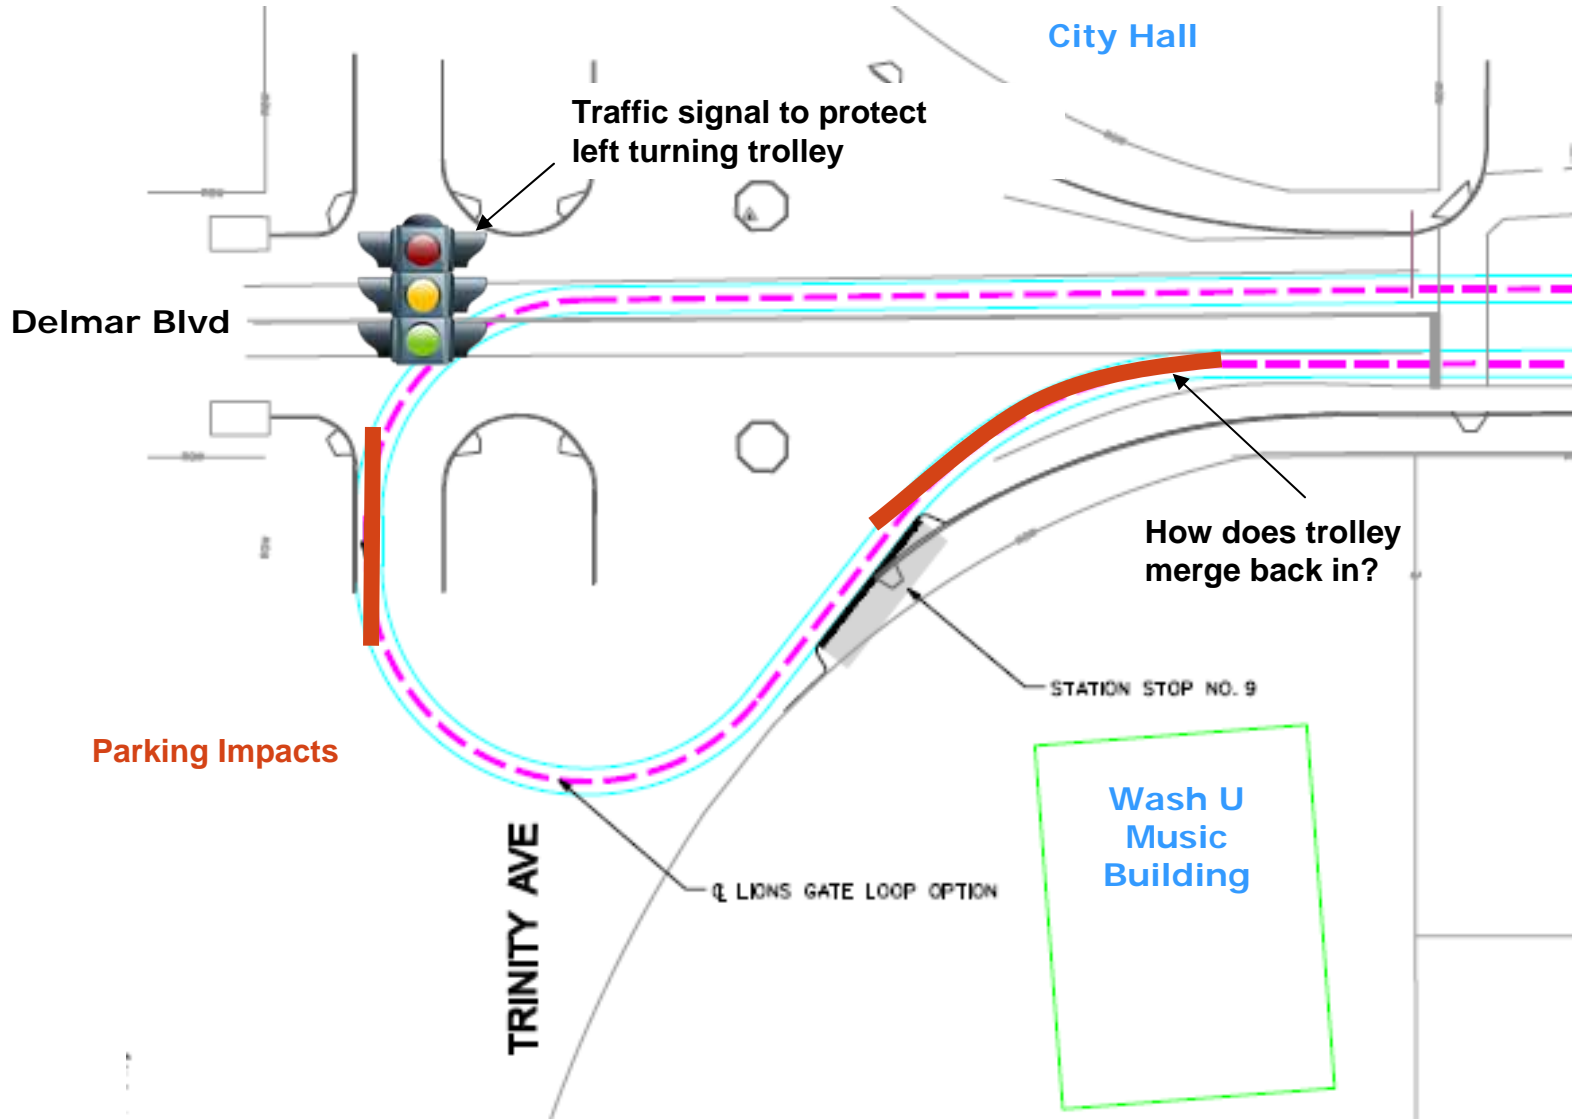 City Hall
Traffic signal to protect
left turning trolley
Delmar Blvd
How does trolley
merge back in?
STATION STOP NO. 9
Parking Impacts
Wash U
Music
Building
℄ LIONS GATE LOOP OPTION
TRINITY AVE